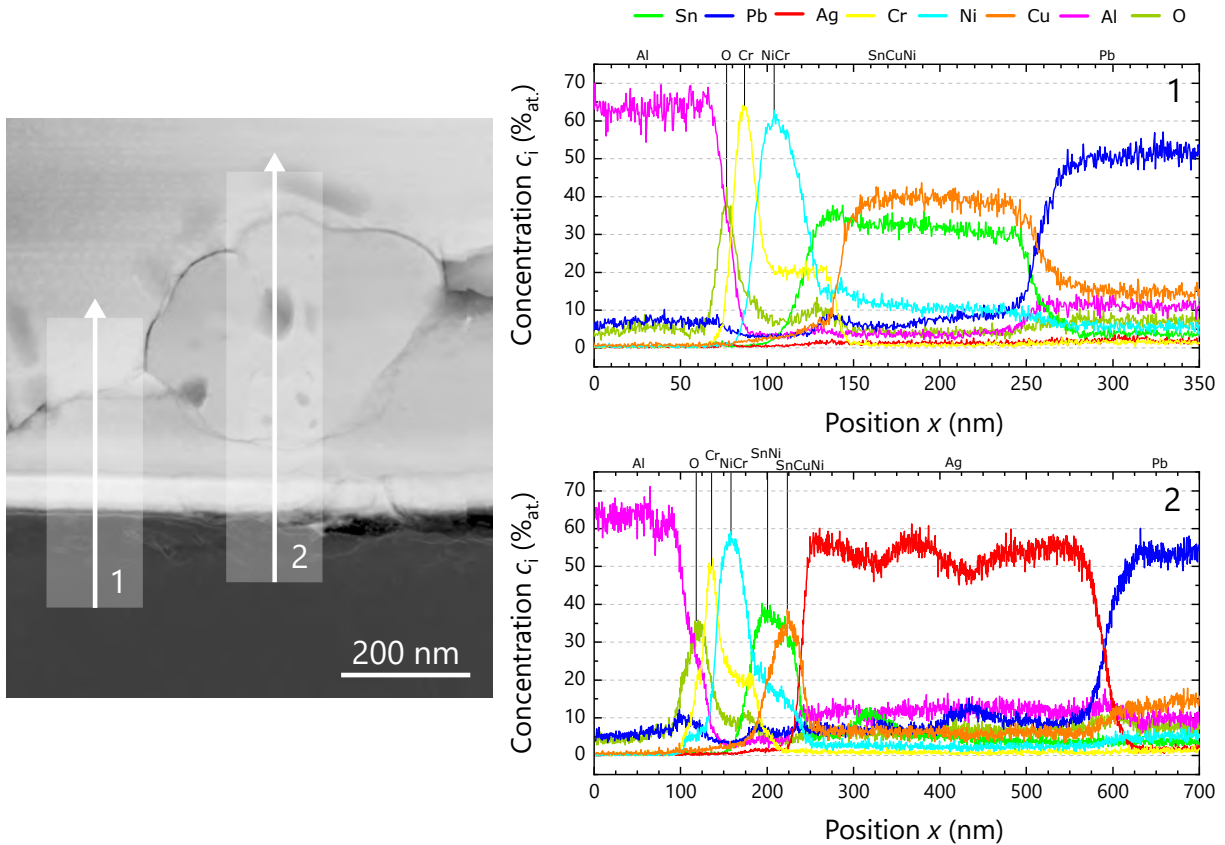 Sn Pb Ag Cr Ni Cu Al O
Al O Cr NiCr SnCuNi Pb
1
70
60
50
40
30
20
10
0
0 50 100 150 200 250 300 350
Concentration c_i (%at.)
Position x (nm)
Al O Cr NiCr SnNi SnCuNi Ag Pb
2
70
60
50
40
30
20
10
0
0 100 200 300 400 500 600 700
Concentration c_i (%at.)
Position x (nm)
1
2
200 nm